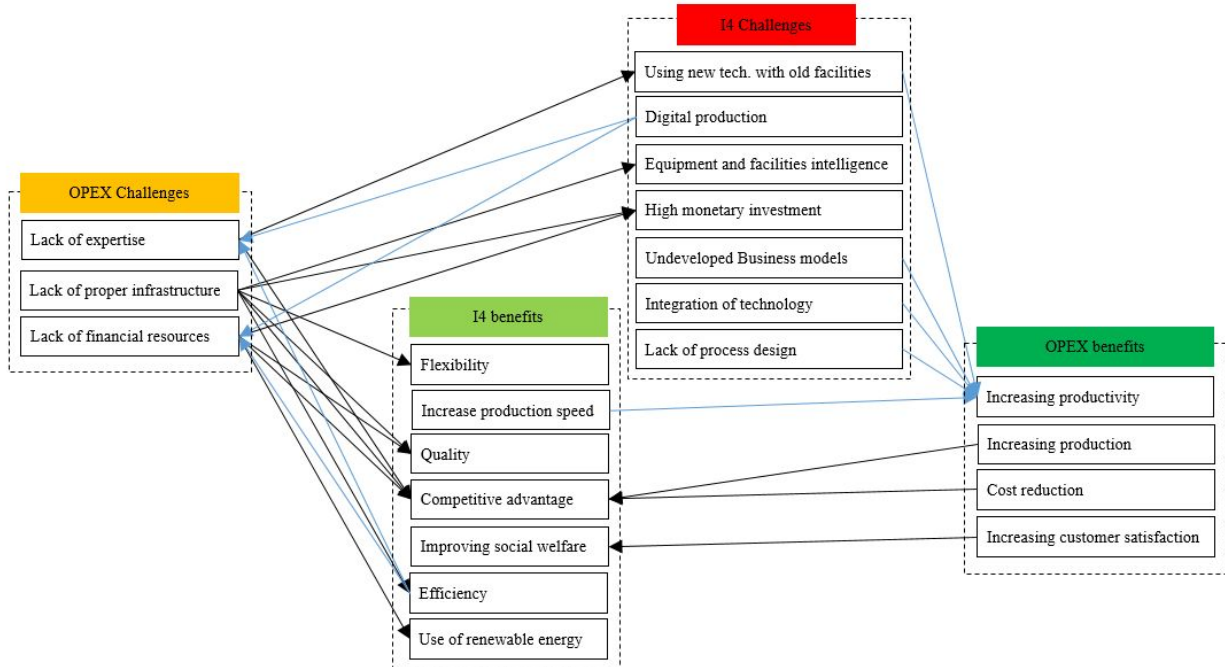 I4 Challenges
Using new tech. with old facilities
Digital production
Equipment and facilities intelligence
High monetary investment
Undeveloped Business models
Integration of technology
Lack of process design
OPEX Challenges
Lack of expertise
Lack of proper infrastructure
Lack of financial resources
I4 benefits
Flexibility
Increase production speed
Quality
Competitive advantage
Improving social welfare
Efficiency
Use of renewable energy
OPEX benefits
Increasing productivity
Increasing production
Cost reduction
Increasing customer satisfaction